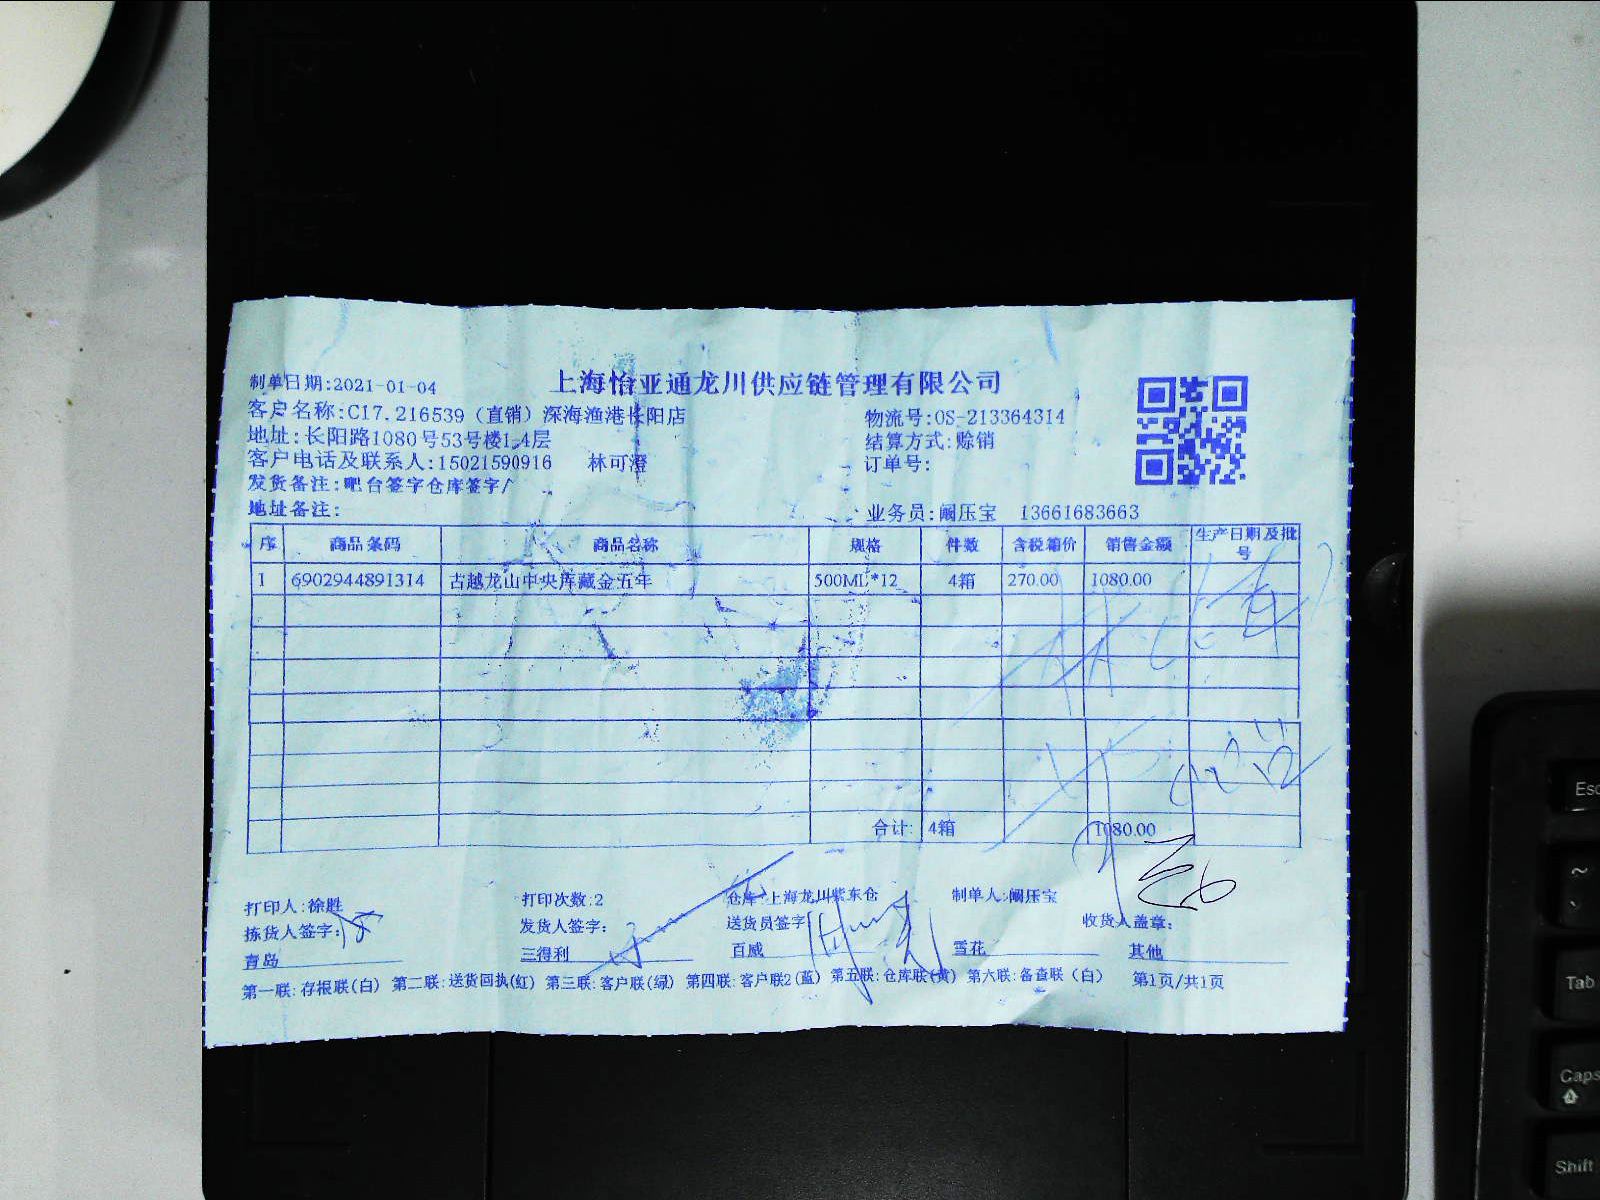 上海怡亚通龙川供应链管理有限公司
制单日期:2021-01-04
客户名称:C17.216539（直销）深海渔港长阳店 物流号:OS-213364314
地址:长阳路1080号53号楼1-4层 结算方式:赊销
客户电话及联系人:15021590916 林可澄 订单号:
发货备注:吧台签字仓库签字/
地址备注: 业务员:阚压宝 13661683663
序 商品条码 商品名称 规格 件数 含税箱价 销售金额 生产日期及批号
1 6902944891314 古越龙山中央库藏金五年 500ML*12 4箱 270.00 1080.00
合计: 4箱 1080.00
打印人:徐胜 打印次数:2 仓库:上海龙川紫东仓 制单人:阚压宝
拣货人签字: 发货人签字: 送货员签字 收货人盖章:
青岛 三得利 百威 雪花 其他
第一联:存根联(白) 第二联:送货回执(红) 第三联:客户联(绿) 第四联:客户联2(蓝) 第五联:仓库联(黄) 第六联:备查联（白） 第1页/共1页
Esc
~
Tab
Caps
Shift